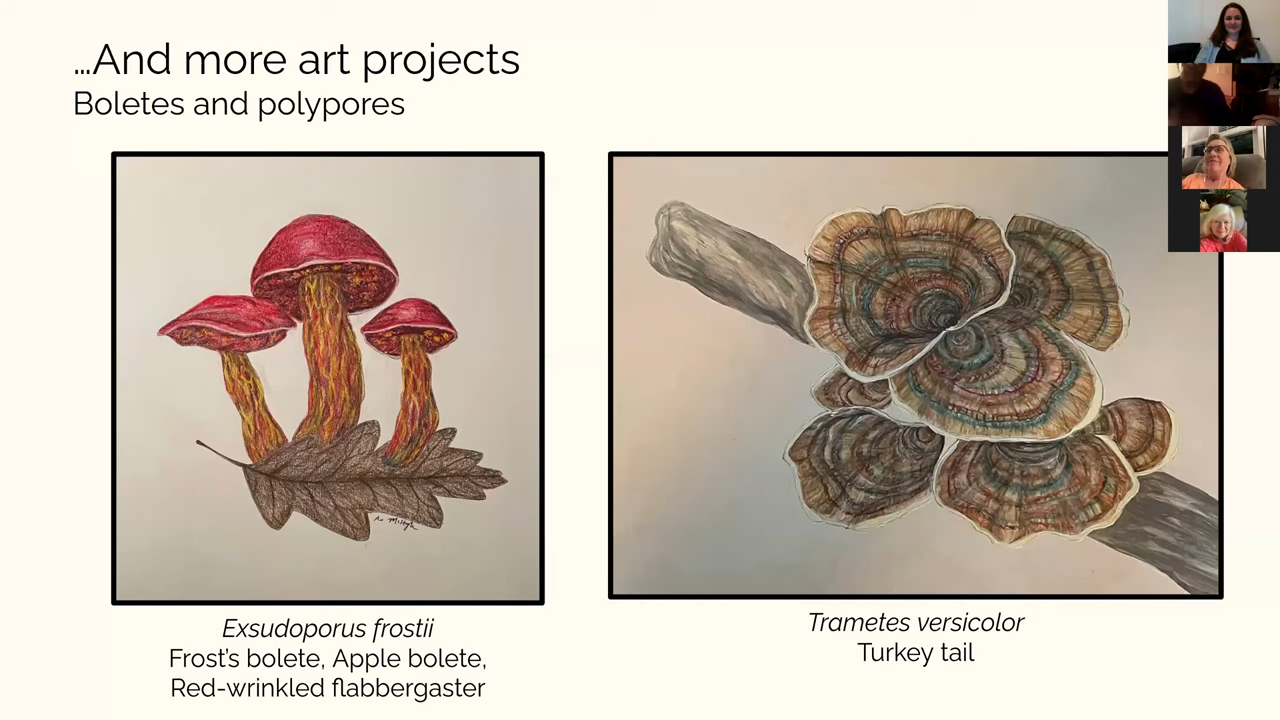 …And more art projects
Boletes and polypores
Exsudoporus frostii
Frost's bolete, Apple bolete,
Red-wrinkled flabbergaster
Trametes versicolor
Turkey tail